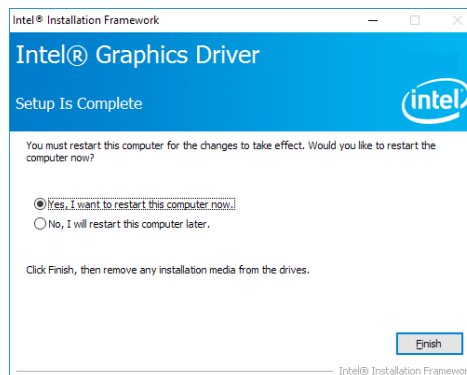 Intel® Installation Framework
Intel® Graphics Driver
Setup Is Complete
intel
You must restart this computer for the changes to take effect. Would you like to restart the
computer now?
Yes, I want to restart this computer now.
No, I will restart this computer later.
Click Finish, then remove any installation media from the drives.
Finish
Intel® Installation Framewor